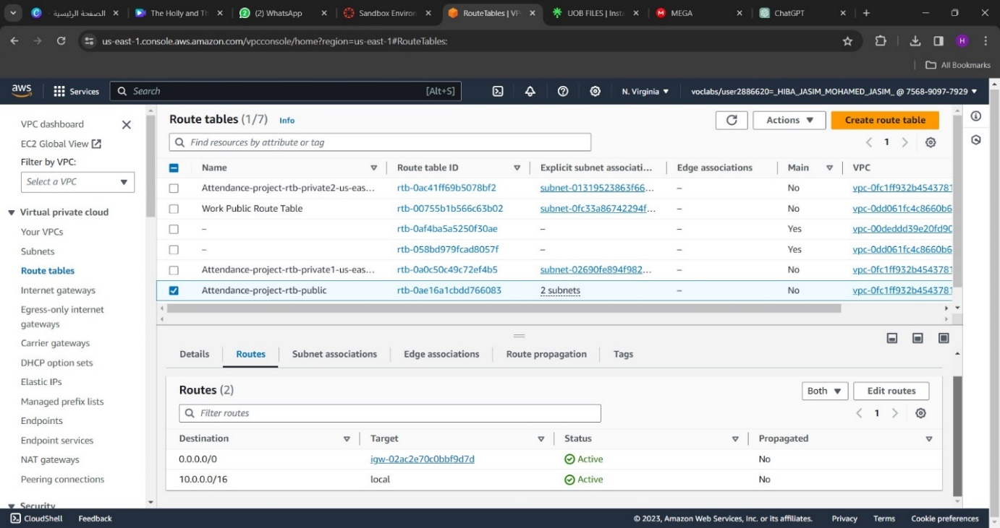 الصفحة الرئيسية
The Holly and Th
(2) WhatsApp
Sandbox Environ
RouteTables | VP
UOB FILES | Insta
MEGA
ChatGPT
us-east-1.console.aws.amazon.com/vpcconsole/home?region=us-east-1#RouteTables:
H
All Bookmarks
aws
Services
Search
[Alt+S]
N. Virginia
voclabs/user2886620=_HIBA_JASIM_MOHAMED_JASIM_ @ 7568-9097-7929
VPC dashboard
EC2 Global View
Filter by VPC:
Select a VPC
Virtual private cloud
Your VPCs
Subnets
Route tables
Internet gateways
Egress-only internet
gateways
Carrier gateways
DHCP option sets
Elastic IPs
Managed prefix lists
Endpoints
Endpoint services
NAT gateways
Peering connections
Security
Route tables (1/7) Info
Actions
Create route table
Find resources by attribute or tag
1
Name Route table ID Explicit subnet associati... Edge associations Main VPC
Attendance-project-rtb-private2-us-eas... rtb-0ac41ff69b5078bf2 subnet-01319523863f66... – No vpc-0fc1ff932b4543781
Work Public Route Table rtb-00755b1b566c63b02 subnet-0fc33a86742294f... – No vpc-0dd061fc4c8660b6
– rtb-0af4ba5a5250f30ae – – Yes vpc-00deddd39e20fd90
– rtb-058bd979fcad8057f – – Yes vpc-0dd061fc4c8660b6
Attendance-project-rtb-private1-us-eas... rtb-0a0c50c49c72ef4b5 subnet-02690fe894f982... – No vpc-0fc1ff932b4543781
Attendance-project-rtb-public rtb-0ae16a1cbdd766083 2 subnets – No vpc-0fc1ff932b4543781
Details Routes Subnet associations Edge associations Route propagation Tags
Routes (2)
Both
Edit routes
Filter routes
1
Destination Target Status Propagated
0.0.0.0/0 igw-02ac2e70c0bbf9d7d Active No
10.0.0.0/16 local Active No
CloudShell Feedback
© 2023, Amazon Web Services, Inc. or its affiliates. Privacy Terms Cookie preferences